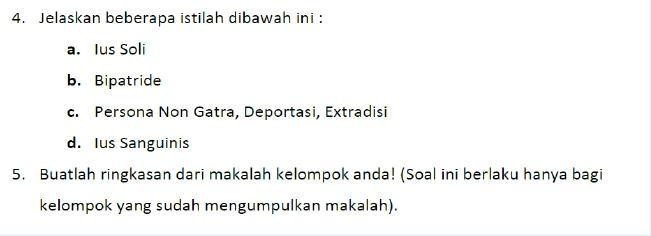 4. Jelaskan beberapa istilah dibawah ini :
a. Ius Soli
b. Bipatride
c. Persona Non Gatra, Deportasi, Extradisi
d. Ius Sanguinis
5. Buatlah ringkasan dari makalah kelompok anda! (Soal ini berlaku hanya bagi
kelompok yang sudah mengumpulkan makalah).